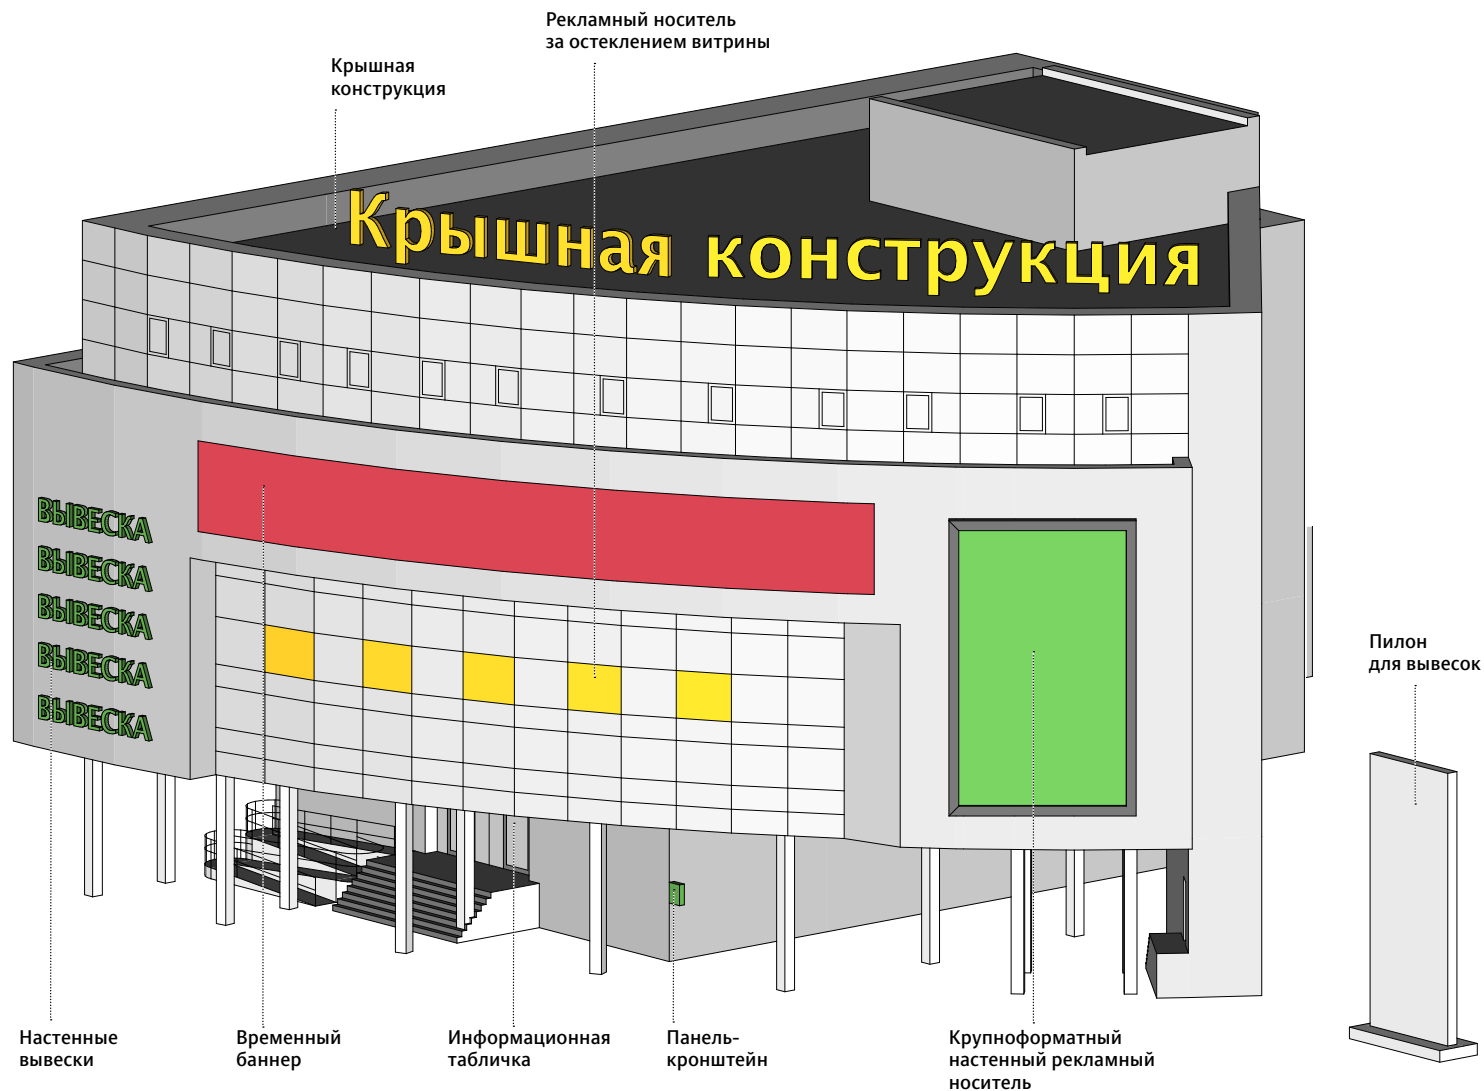 Рекламный носитель
за остеклением витрины
Крышная
конструкция
Крышная конструкция
ВЫВЕСКА
ВЫВЕСКА
ВЫВЕСКА
ВЫВЕСКА
ВЫВЕСКА
Пилон
для вывесок
Настенные
вывески
Временный
баннер
Информационная
табличка
Панель-
кронштейн
Крупноформатный
настенный рекламный
носитель